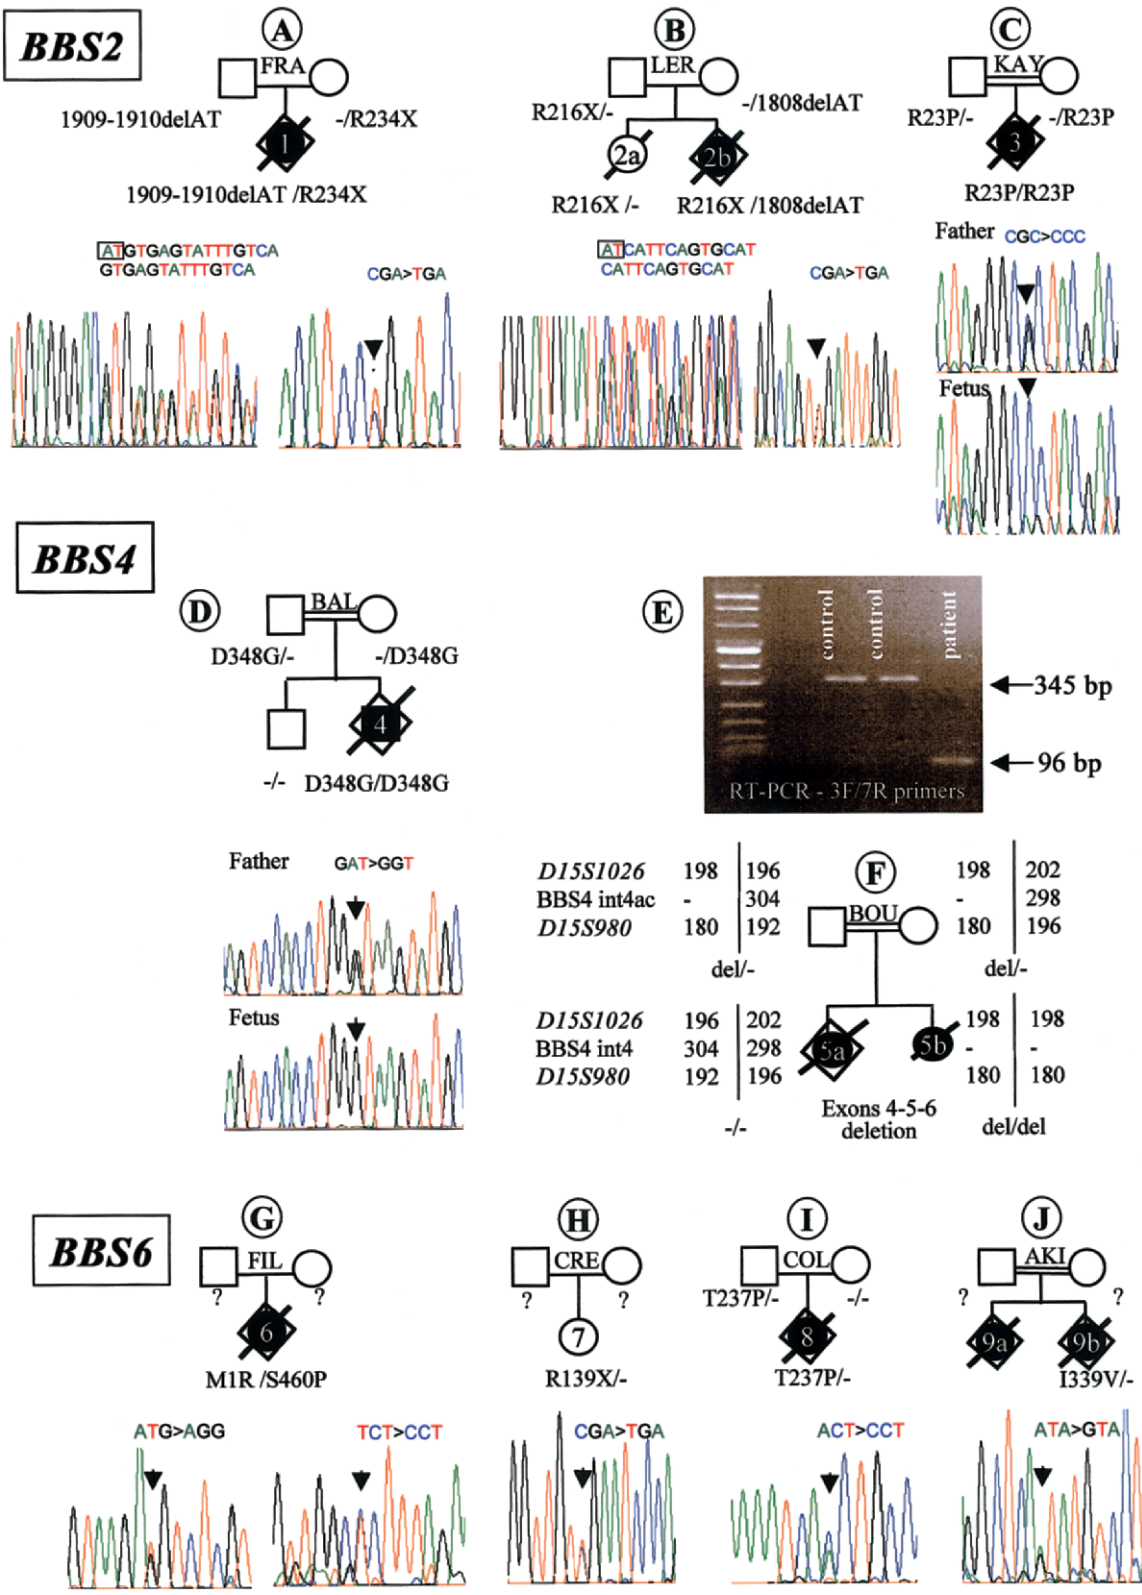 BBS2
A
FRA
1909-1910delAT
-/R234X
1
1909-1910delAT /R234X
ATGTGAGTATTTGTCA
GTGAGTATTTGTCA
CGA>TGA
B
LER
R216X/-
-/1808delAT
2a
2b
R216X /-
R216X /1808delAT
ATCATTCAGTGCAT
CATTCAGTGCAT
CGA>TGA
C
KAY
R23P/-
-/R23P
3
R23P/R23P
Father
CGC>CCC
Fetus
BBS4
D
BAL
D348G/-
-/D348G
4
-/-
D348G/D348G
Father
GAT>GGT
Fetus
E
control
control
patient
345 bp
96 bp
RT-PCR - 3F/7R primers
F
BOU
D15S1026 198 196
BBS4 int4ac - 304
D15S980 180 192
del/-
198 202
- 298
180 196
del/-
D15S1026 196 202
BBS4 int4 304 298
D15S980 192 196
-/-
5a
5b
198 198
- -
180 180
Exons 4-5-6
deletion
del/del
BBS6
G
FIL
?
?
6
M1R /S460P
ATG>AGG
TCT>CCT
H
CRE
?
?
7
R139X/-
CGA>TGA
I
COL
T237P/-
-/-
8
T237P/-
ACT>CCT
J
AKI
?
?
9a
9b
I339V/-
ATA>GTA